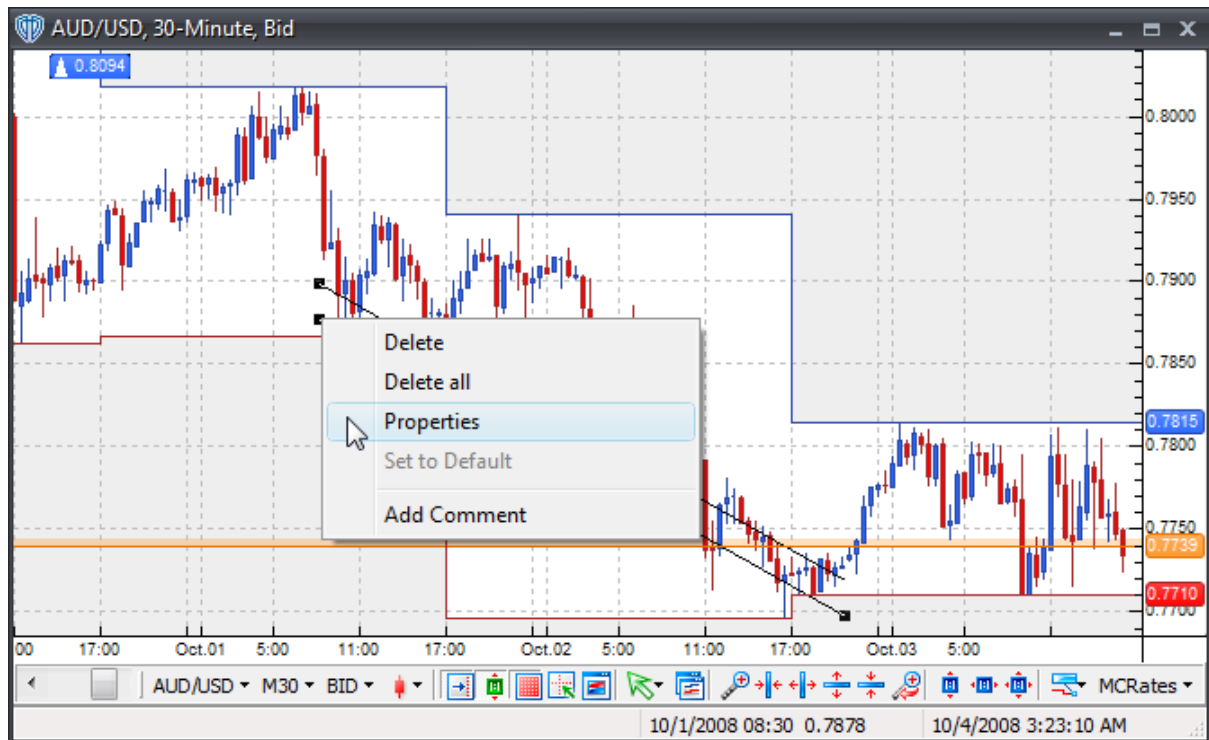 AUD/USD, 30-Minute, Bid
0.8094
0.8000
0.7950
0.7900
0.7850
0.7815
0.7800
0.7750
0.7739
0.7710
0.7700
Delete
Delete all
Properties
Set to Default
Add Comment
00 17:00 Oct.01 5:00 11:00 17:00 Oct.02 5:00 11:00 17:00 Oct.03 5:00
AUD/USD M30 BID MCRates
10/1/2008 08:30 0.7878 10/4/2008 3:23:10 AM